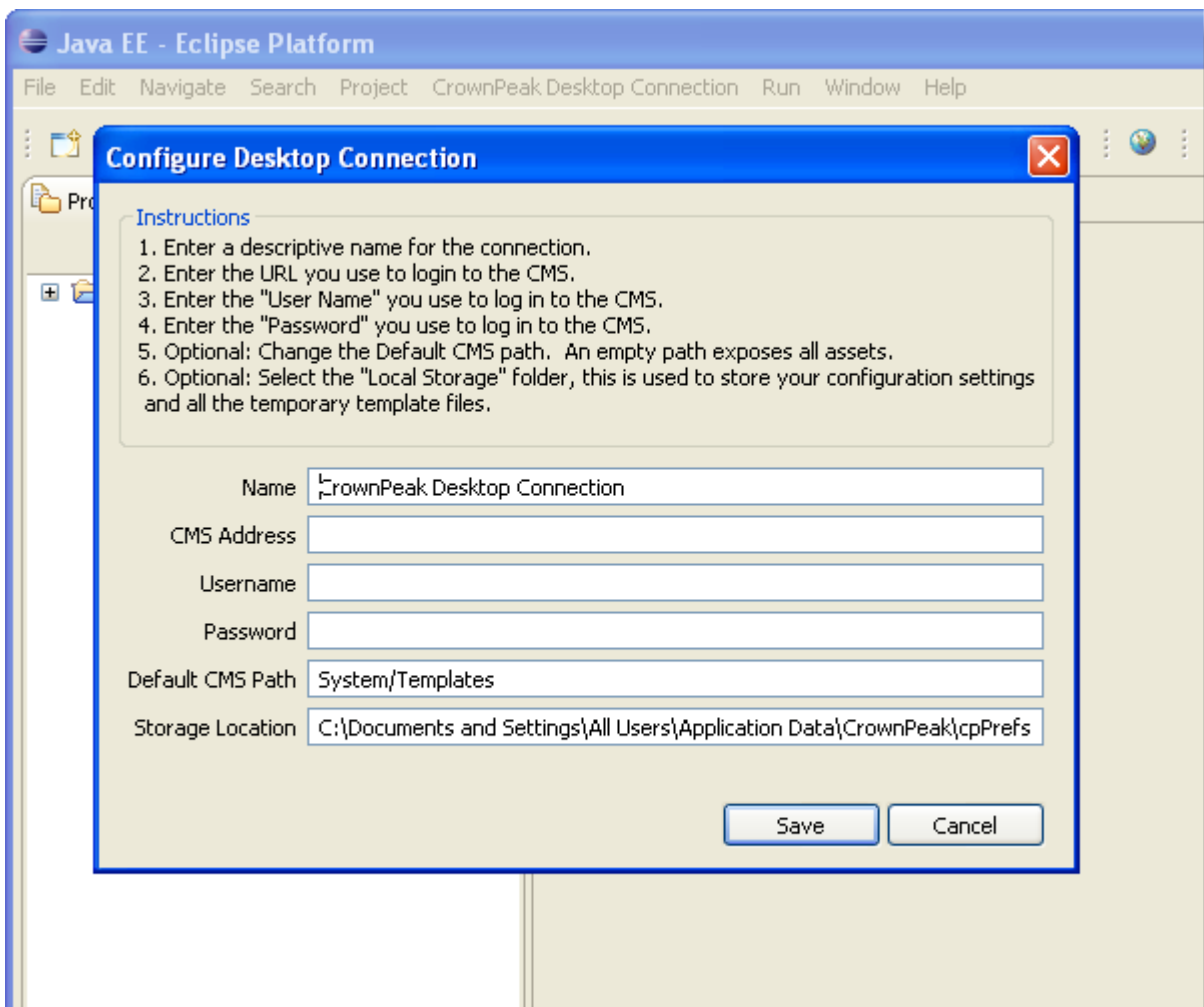 Java EE - Eclipse Platform
File Edit Navigate Search Project CrownPeak Desktop Connection Run Window Help
Configure Desktop Connection
Instructions
1. Enter a descriptive name for the connection.
2. Enter the URL you use to login to the CMS.
3. Enter the "User Name" you use to log in to the CMS.
4. Enter the "Password" you use to log in to the CMS.
5. Optional: Change the Default CMS path. An empty path exposes all assets.
6. Optional: Select the "Local Storage" folder, this is used to store your configuration settings
and all the temporary template files.
Name CrownPeak Desktop Connection
CMS Address
Username
Password
Default CMS Path System/Templates
Storage Location C:\Documents and Settings\All Users\Application Data\CrownPeak\cpPrefs
Save Cancel